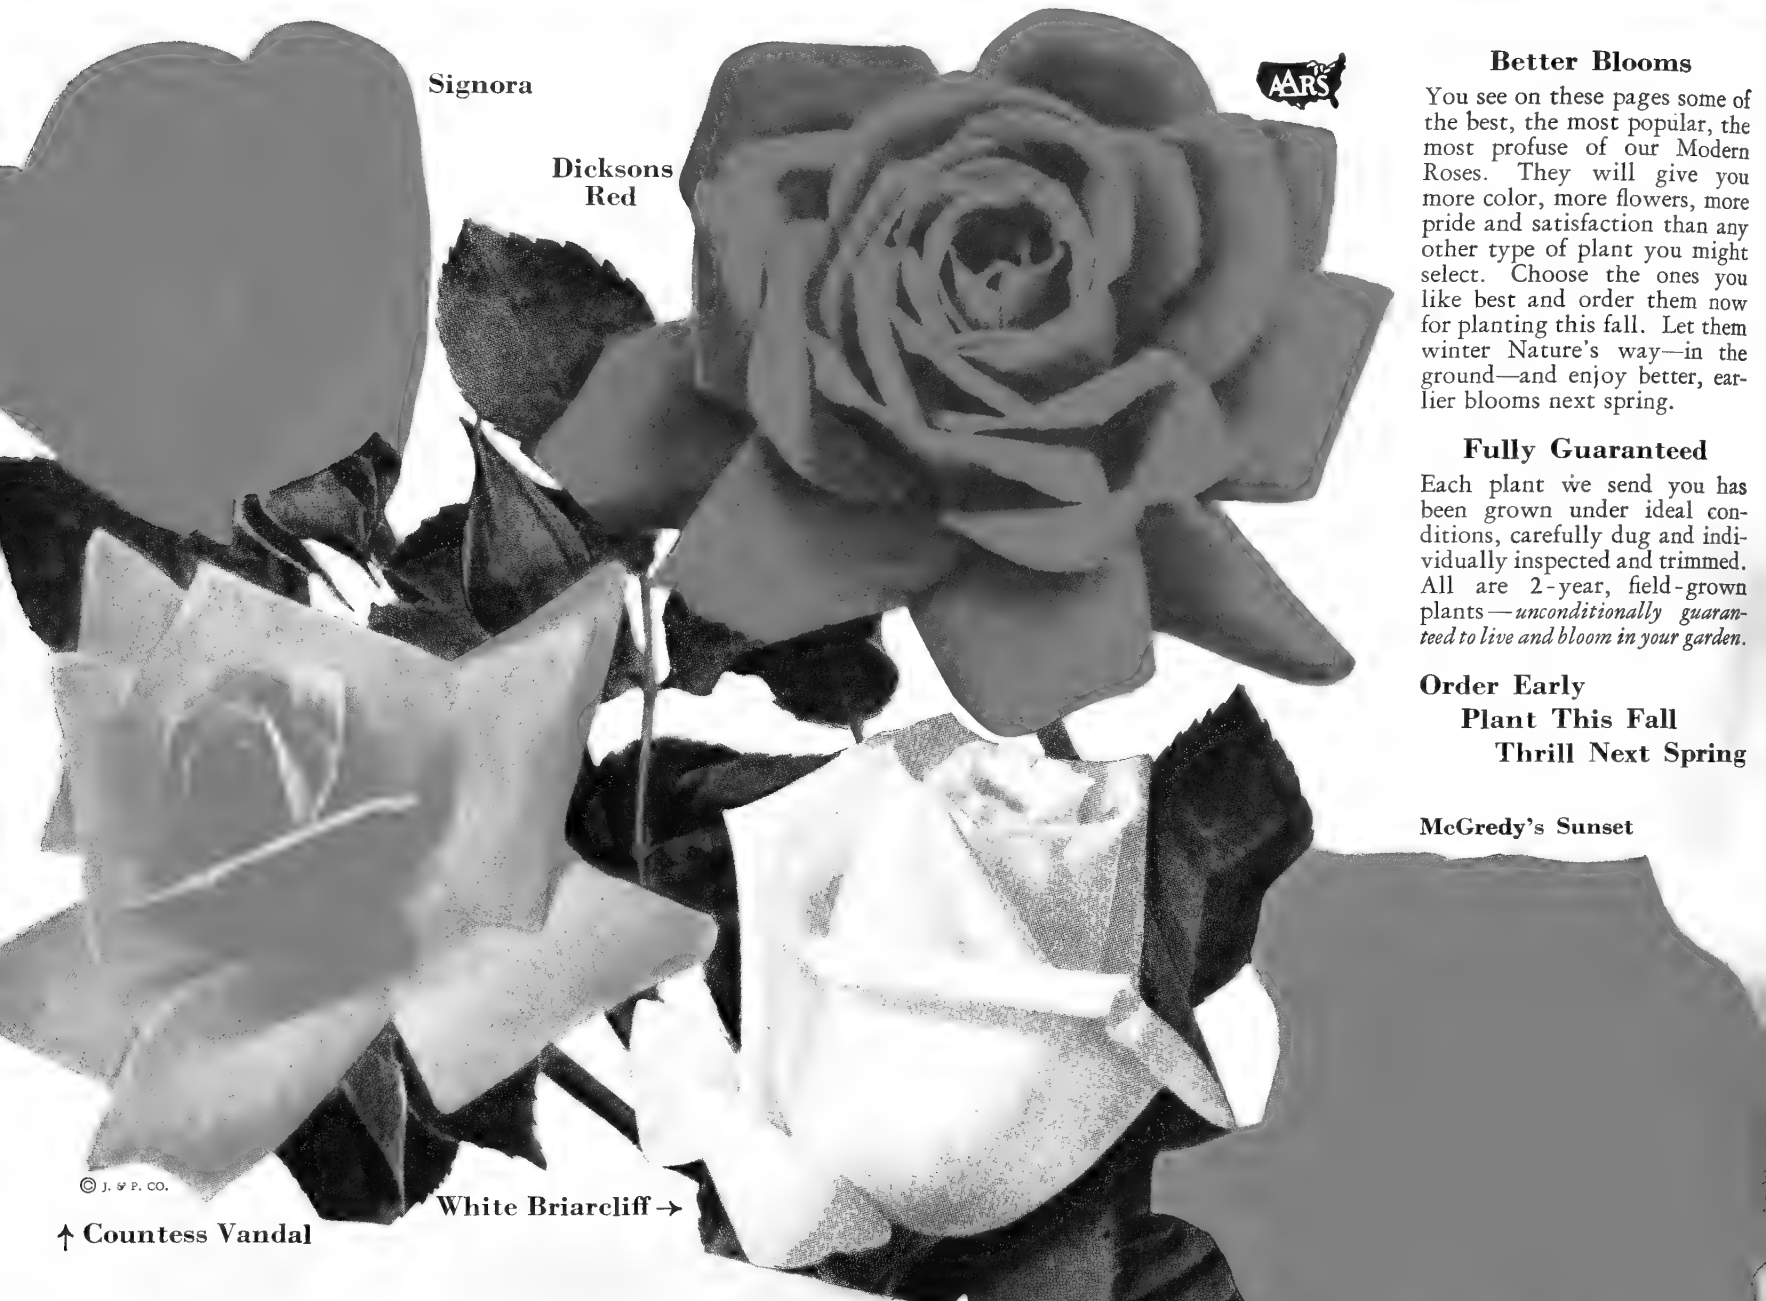 Signora
Dicksons
Red
AARS
Better Blooms
You see on these pages some of
the best, the most popular, the
most profuse of our Modern
Roses. They will give you
more color, more flowers, more
pride and satisfaction than any
other type of plant you might
select. Choose the ones you
like best and order them now
for planting this fall. Let them
winter Nature's way—in the
ground—and enjoy better, ear-
lier blooms next spring.
Fully Guaranteed
Each plant we send you has
been grown under ideal con-
ditions, carefully dug and indi-
vidually inspected and trimmed.
All are 2-year, field-grown
plants—unconditionally guaran-
teed to live and bloom in your garden.
Order Early
Plant This Fall
Thrill Next Spring
McGredy's Sunset
© J. & P. CO.
White Briarcliff →
↑ Countess Vandal